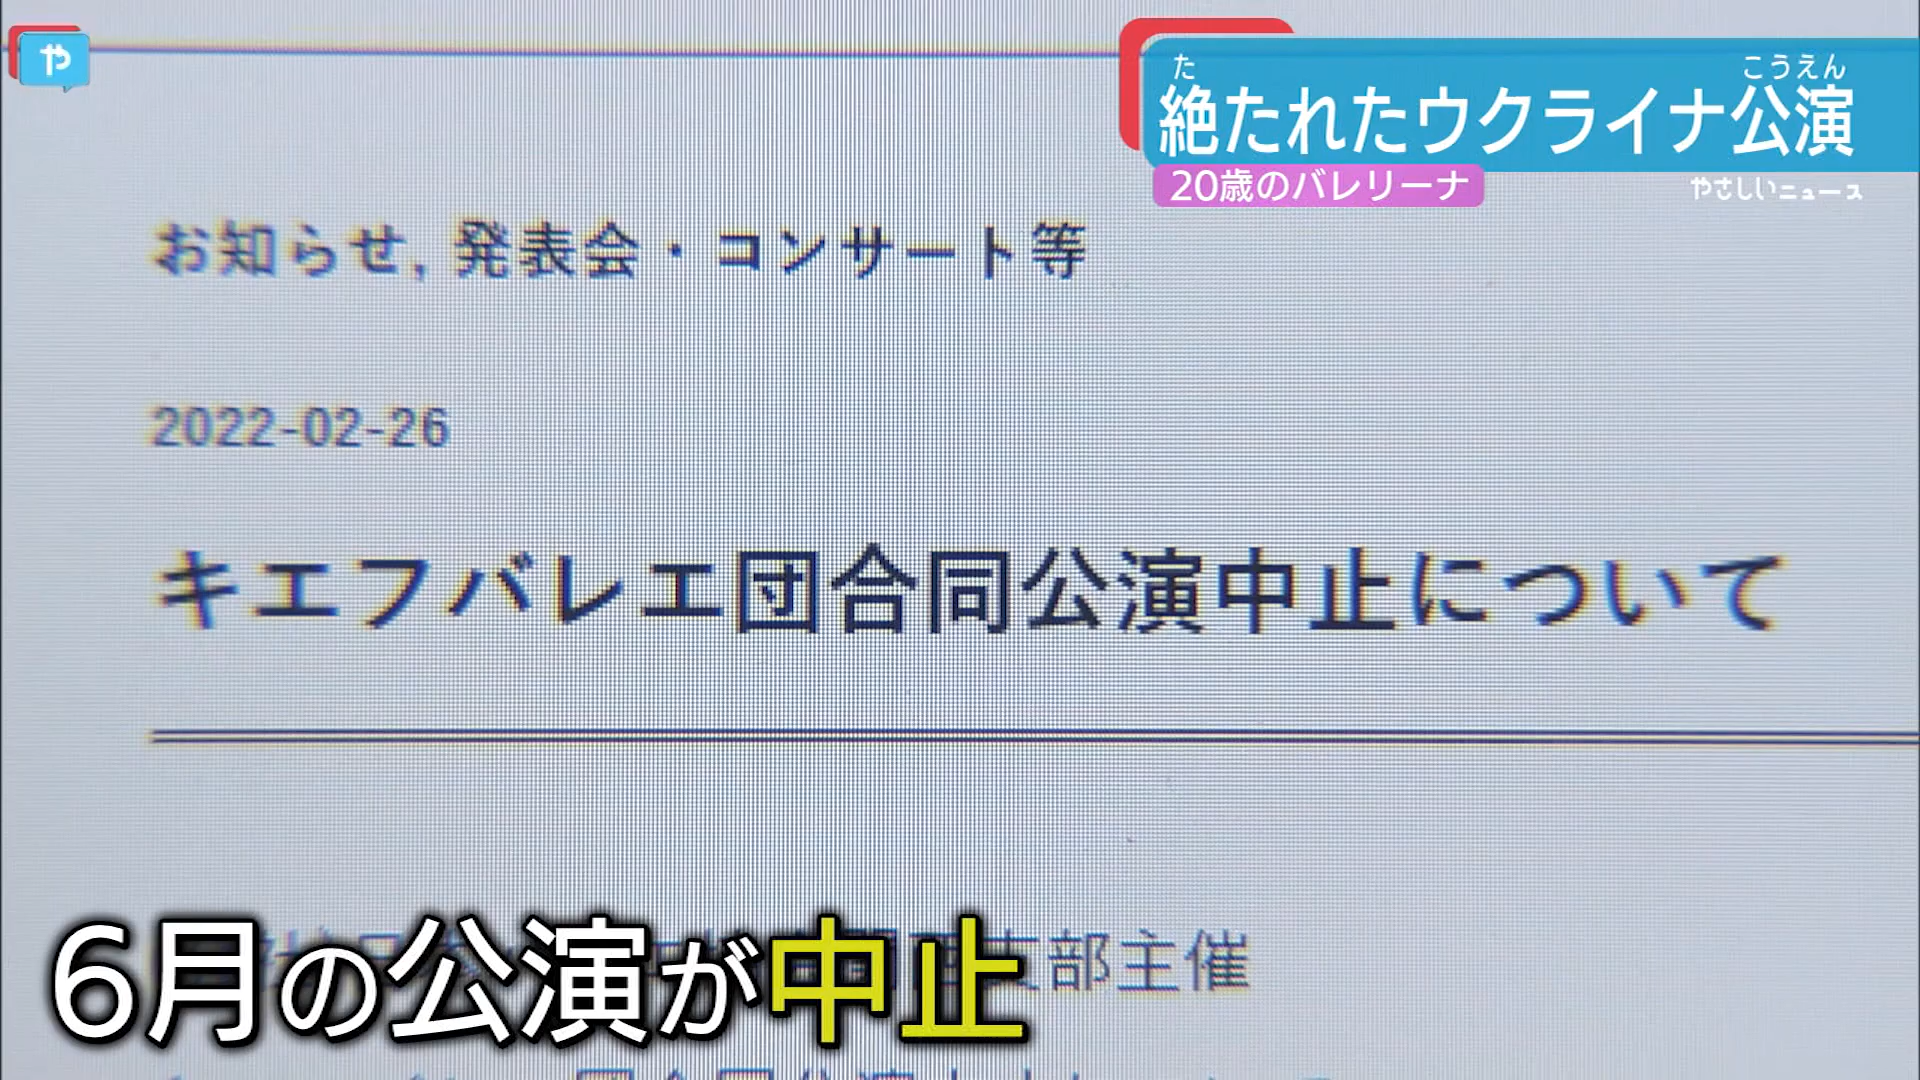 や
た こうえん
絶たれたウクライナ公演
20歳のバレリーナ
やさしいニュース
お知らせ, 発表会・コンサート等
2022-02-26
キエフバレエ団合同公演中止について
支部主催
6月の公演が中止